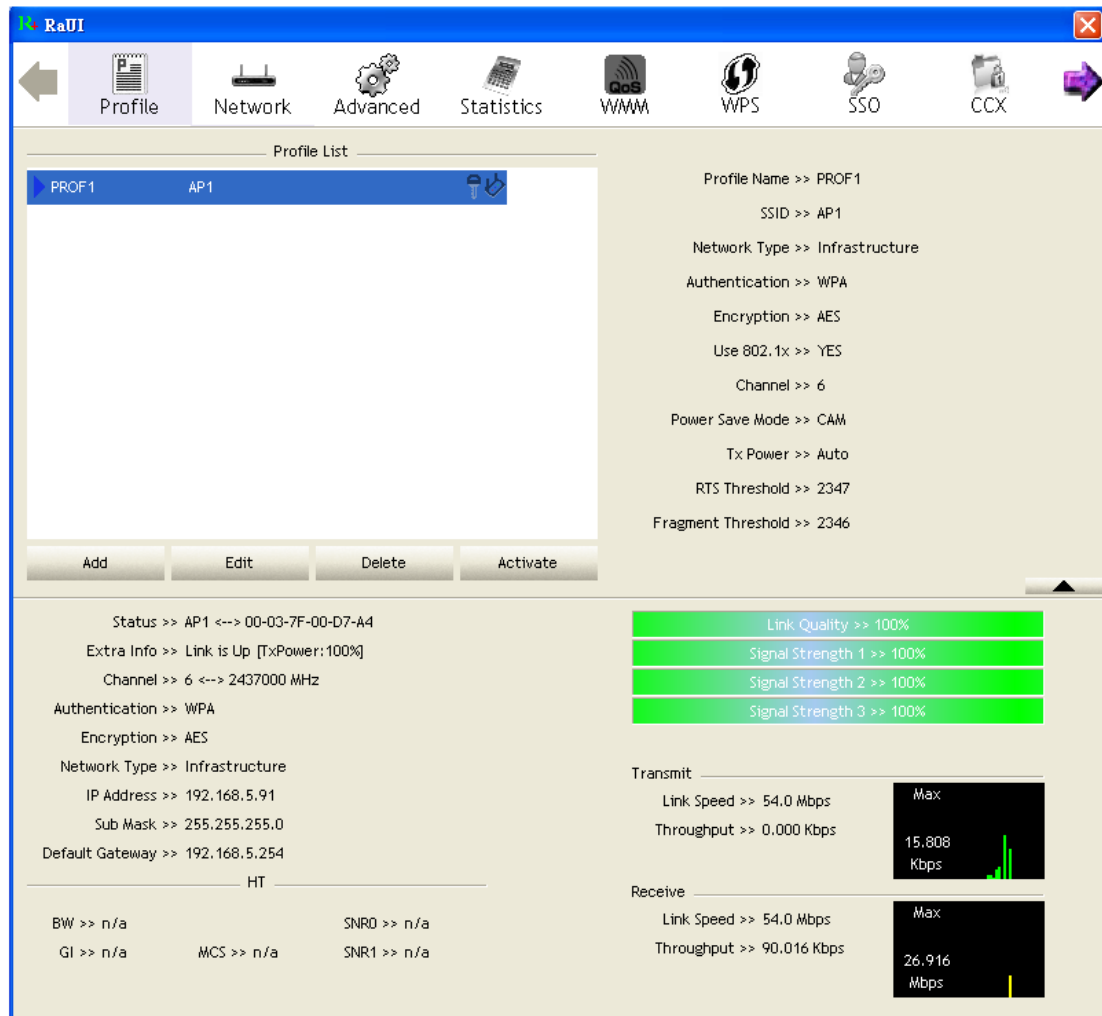 RaUI
Profile
Network
Advanced
Statistics
QoS
WMM
WPS
SSO
CCX
Profile List
PROF1 AP1
Add
Edit
Delete
Activate
Profile Name >> PROF1
SSID >> AP1
Network Type >> Infrastructure
Authentication >> WPA
Encryption >> AES
Use 802.1x >> YES
Channel >> 6
Power Save Mode >> CAM
Tx Power >> Auto
RTS Threshold >> 2347
Fragment Threshold >> 2346
Status >> AP1 <--> 00-03-7F-00-D7-A4
Extra Info >> Link is Up [TxPower:100%]
Channel >> 6 <--> 2437000 MHz
Authentication >> WPA
Encryption >> AES
Network Type >> Infrastructure
IP Address >> 192.168.5.91
Sub Mask >> 255.255.255.0
Default Gateway >> 192.168.5.254
HT
BW >> n/a SNR0 >> n/a
GI >> n/a MCS >> n/a SNR1 >> n/a
Link Quality >> 100%
Signal Strength 1 >> 100%
Signal Strength 2 >> 100%
Signal Strength 3 >> 100%
Transmit
Link Speed >> 54.0 Mbps
Throughput >> 0.000 Kbps
Max
15.808
Kbps
Receive
Link Speed >> 54.0 Mbps
Throughput >> 90.016 Kbps
Max
26.916
Mbps